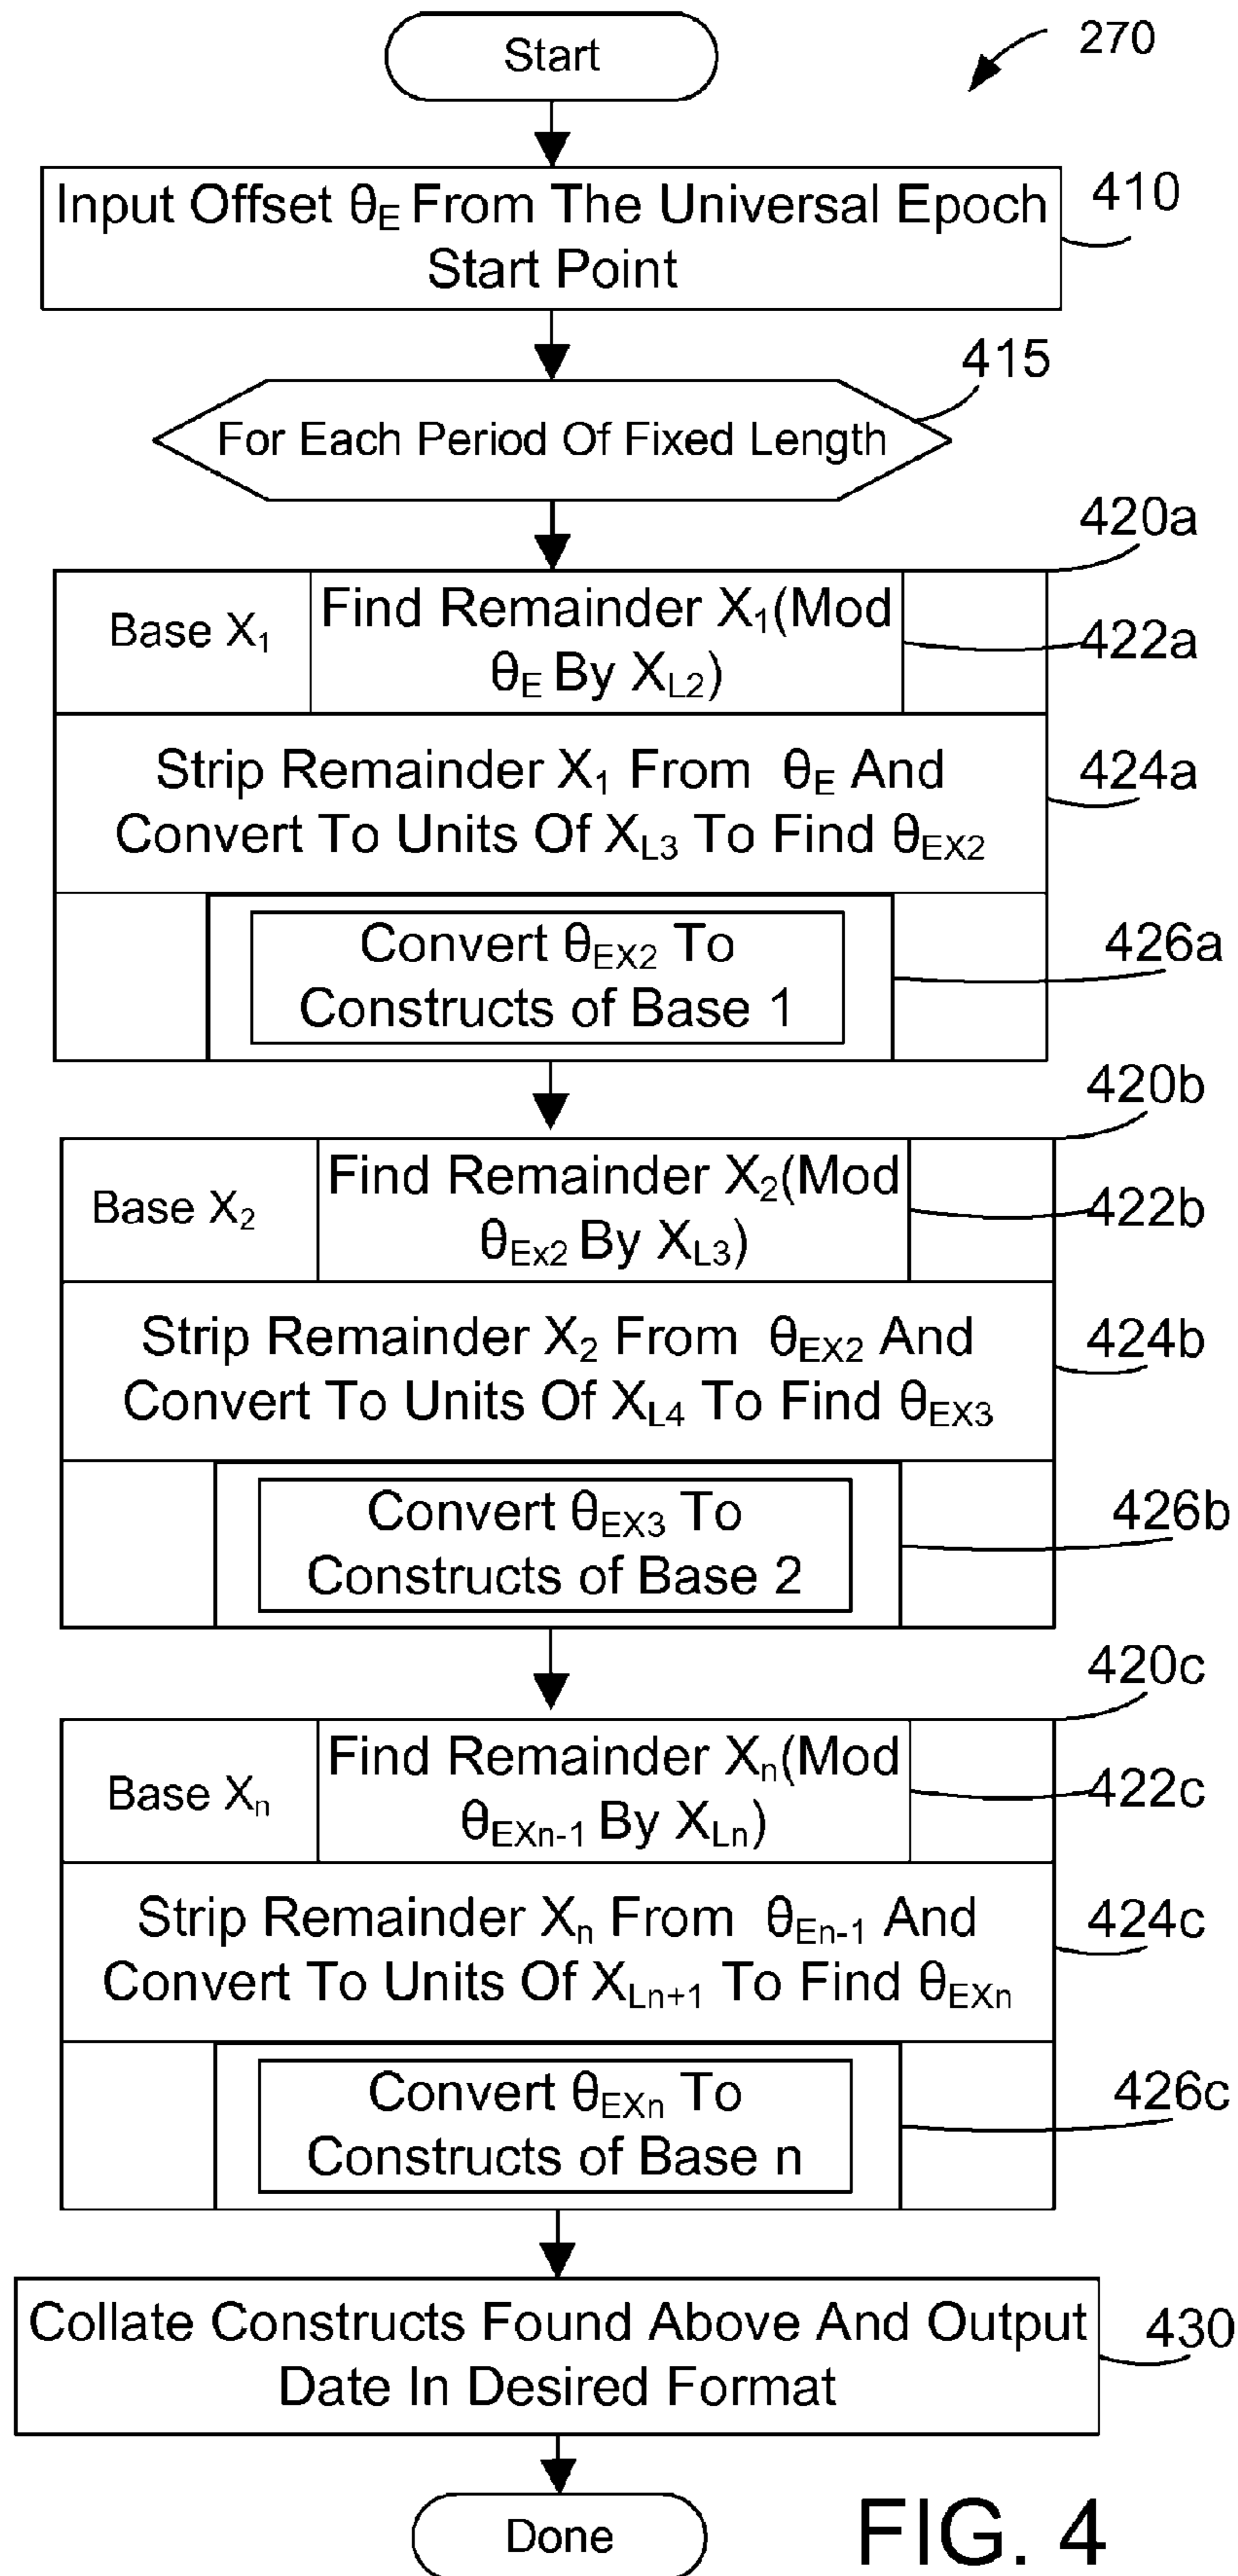 Start
270
Input Offset θE From The Universal Epoch
Start Point
410
415
For Each Period Of Fixed Length
420a
Base X1
Find Remainder X1(Mod
θE By XL2)
422a
Strip Remainder X1 From θE And
Convert To Units Of XL3 To Find θEX2
424a
Convert θEX2 To
Constructs of Base 1
426a
420b
Base X2
Find Remainder X2(Mod
θEx2 By XL3)
422b
Strip Remainder X2 From θEX2 And
Convert To Units Of XL4 To Find θEX3
424b
Convert θEX3 To
Constructs of Base 2
426b
420c
Base Xn
Find Remainder Xn(Mod
θEXn-1 By XLn)
422c
Strip Remainder Xn From θEn-1 And
Convert To Units Of XLn+1 To Find θEXn
424c
Convert θEXn To
Constructs of Base n
426c
Collate Constructs Found Above And Output
Date In Desired Format
430
Done
FIG. 4